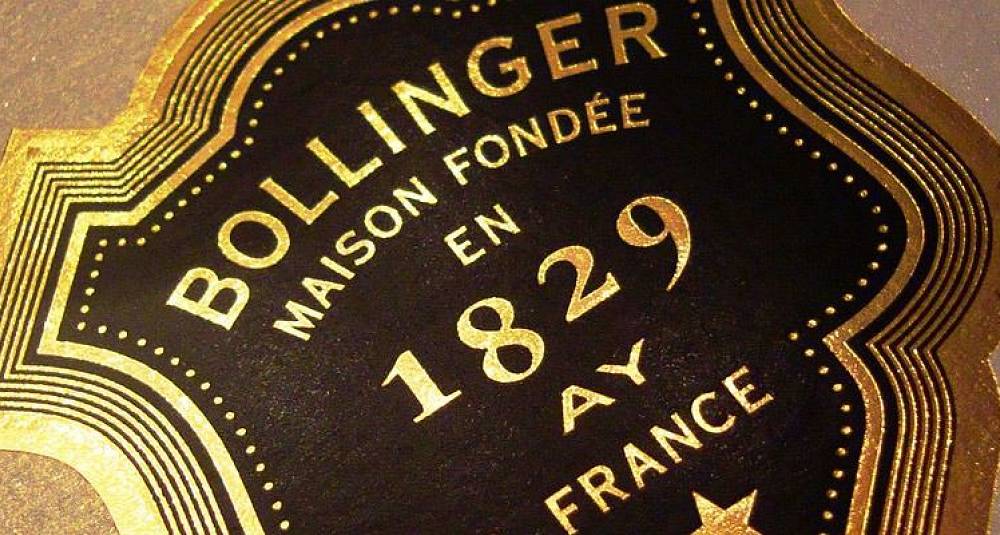 BOLLINGER
MAISON FONDÉE
EN
1829
AY
FRANCE